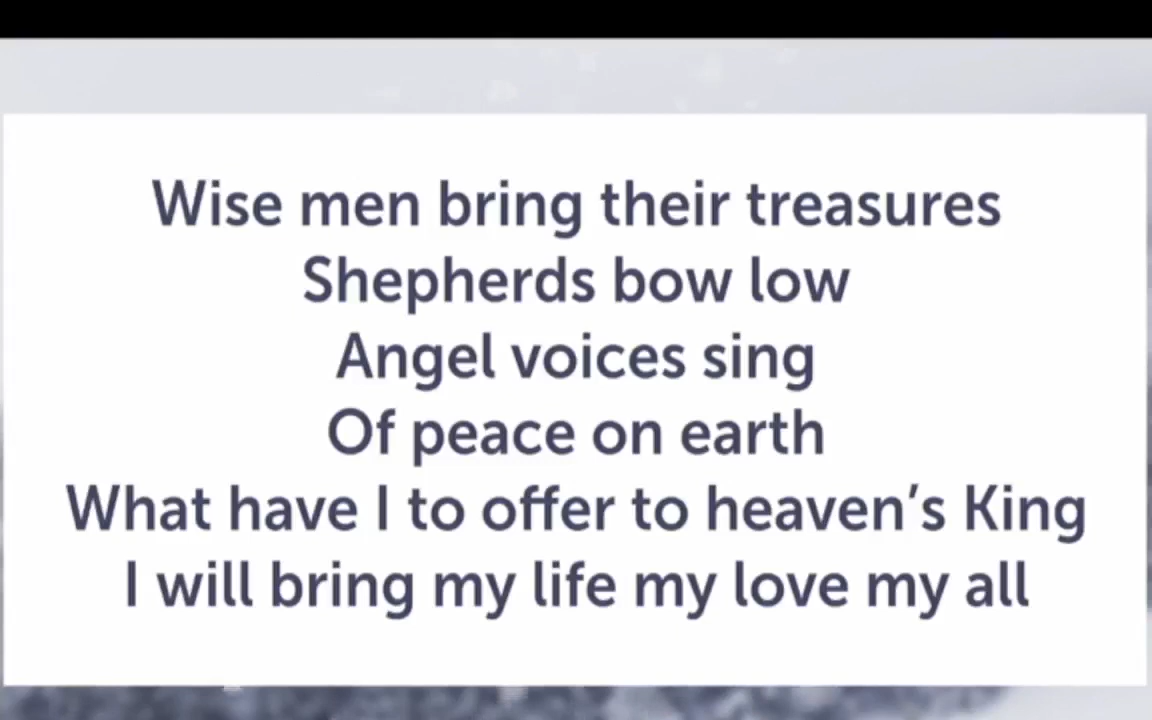 Wise men bring their treasures
Shepherds bow low
Angel voices sing
Of peace on earth
What have I to offer to heaven’s King
I will bring my life my love my all